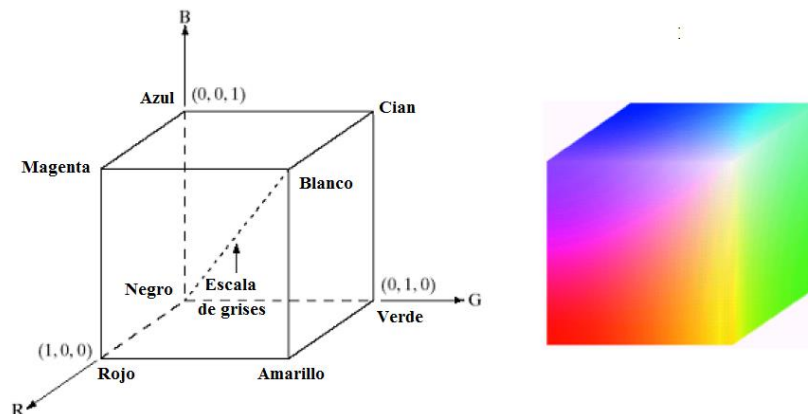 B
Azul (0, 0, 1)
Cian
:
Magenta
Blanco
Negro
Escala
de grises
(0, 1, 0)
G
Verde
(1, 0, 0)
Rojo
Amarillo
R